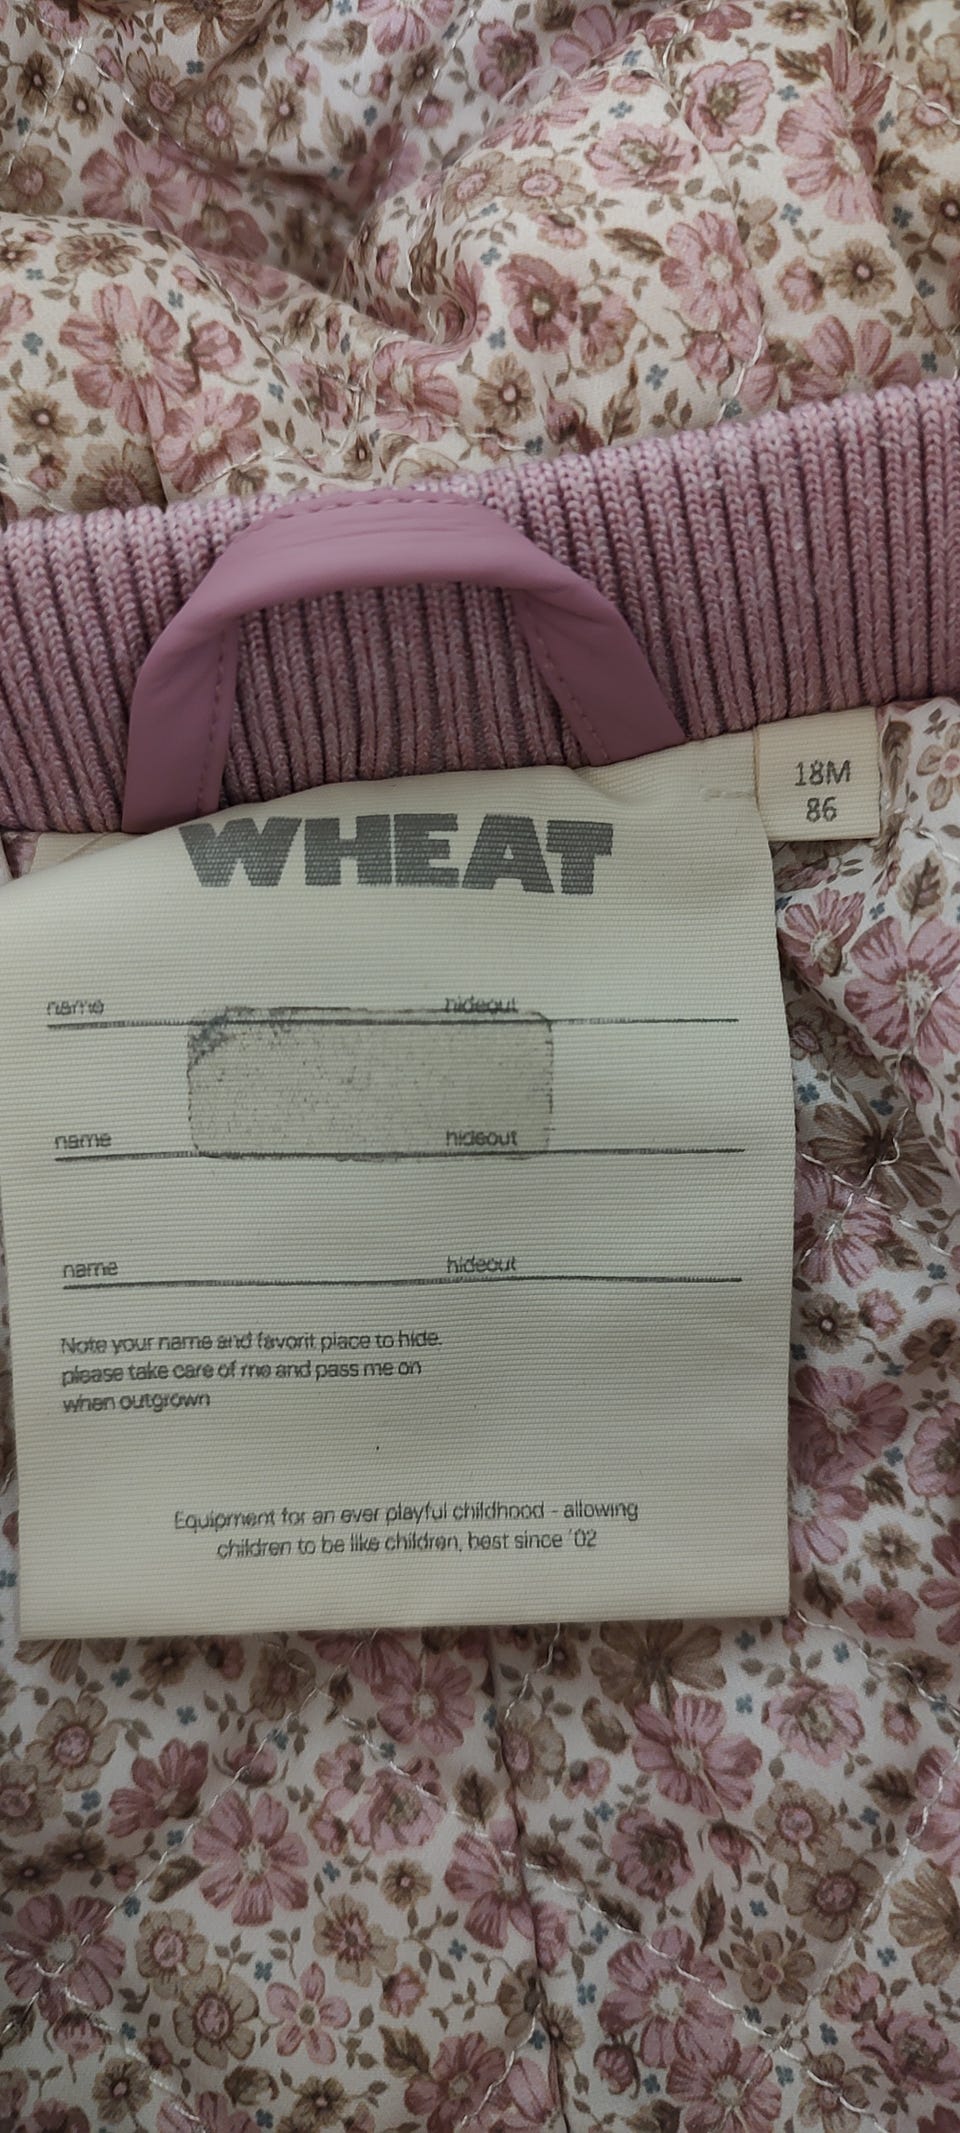 18M
86
WHEAT
name hideout
name hideout
name hideout
Note your name and favorit place to hide.
please take care of me and pass me on
when outgrown
Equipment for an ever playful childhood - allowing
children to be like children, best since '02